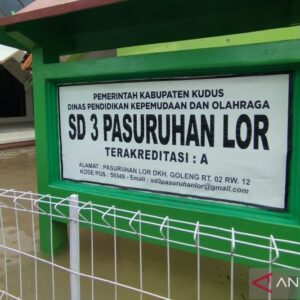 PEMERINTAH KABUPATEN KUDUS
DINAS PENDIDIKAN KEPEMUDAAN DAN OLAHRAGA
SD 3 PASURUHAN LOR
TERAKREDITASI : A
ALAMAT : PASURUHAN LOR DKH. GOLENG RT. 02 RW. 12
KODE POS : 59349 - Email : sd3pasuruhanlor@gmail.com
AN